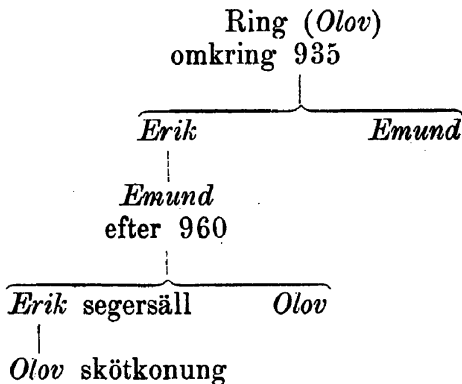 Ring (Olov)
omkring 935
Erik Emund
Emund
efter 960
Erik segersäll Olov
Olov skötkonung